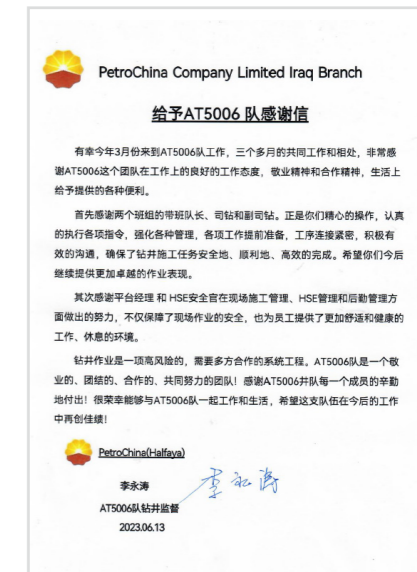 PetroChina Company Limited Iraq Branch
给予AT5006 队感谢信
有幸今年3月份来到AT5006队工作，三个多月的共同工作和相处，非常感
谢AT5006这个团队在工作上的良好的工作态度，敬业精神和合作精神，生活上
给予提供的各种便利。
首先感谢两个班组的带班队长、司钻和副司钻。正是你们精心的操作，认真
的执行各项指令，强化各种管理，各项工作提前准备，工序连接紧密，积极有
效的沟通，确保了钻井施工任务安全地、顺利地、高效的完成。希望你们今后
继续提供更加卓越的作业表现。
其次感谢平台经理 和 HSE安全官在现场施工管理、HSE管理和后勤管理方
面做出的努力，不仅保障了现场作业的安全，也为员工提供了更加舒适和健康的
工作、休息的环境。
钻井作业是一项高风险的，需要多方合作的系统工程。AT5006队是一个敬
业的、团结的、合作的、共同努力的团队！感谢AT5006井队每一个成员的辛勤
地付出！很荣幸能够与AT5006队一起工作和生活，希望这支队伍在今后的工作
中再创佳绩！
PetroChina(Halfaya)
李永涛
李永涛
AT5006队钻井监督
2023.06.13